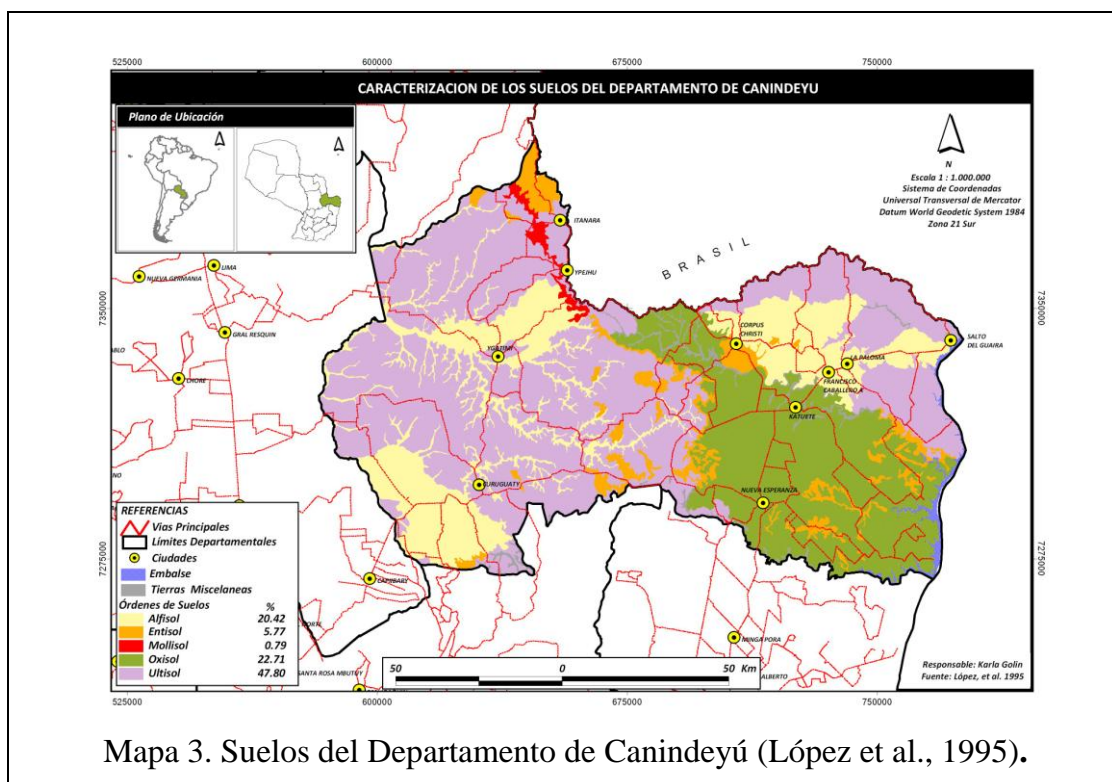 525000 600000 675000 750000
CARACTERIZACION DE LOS SUELOS DEL DEPARTAMENTO DE CANINDEYU
Plano de Ubicación
N
Escala 1 : 1.000.000
Sistema de Coordenadas
Universal Transversal de Mercator
Datum World Geodetic System 1984
Zona 21 Sur
ITANARA
BRASIL
YPEJHU
LIMA
NUEVA GERMANIA
7350000
7350000
GRAL RESQUIN
CORPUS
CHRISTI
SALTO
DEL GUAIRA
YGATIMI
LA PALOMA
CHORE
FRANCISCO
CABALLERO A
KATUETE
CURUGUATY
NUEVA ESPERANZA
REFERENCIAS
Vias Principales
Límites Departamentales
Ciudades
Embalse
Tierras Miscelaneas
Órdenes de Suelos %
Alfisol 20.42
Entisol 5.77
Mollisol 0.79
Oxisol 22.71
Ultisol 47.80
7275000
7275000
CAPIIBARY
MINGA PORA
SANTA ROSA MBUTUY
ALBERTO
50 0 50 Km
Responsable: Karla Golin
Fuente: López, et al. 1995
525000 600000 675000 750000
Mapa 3. Suelos del Departamento de Canindeyú (López et al., 1995).